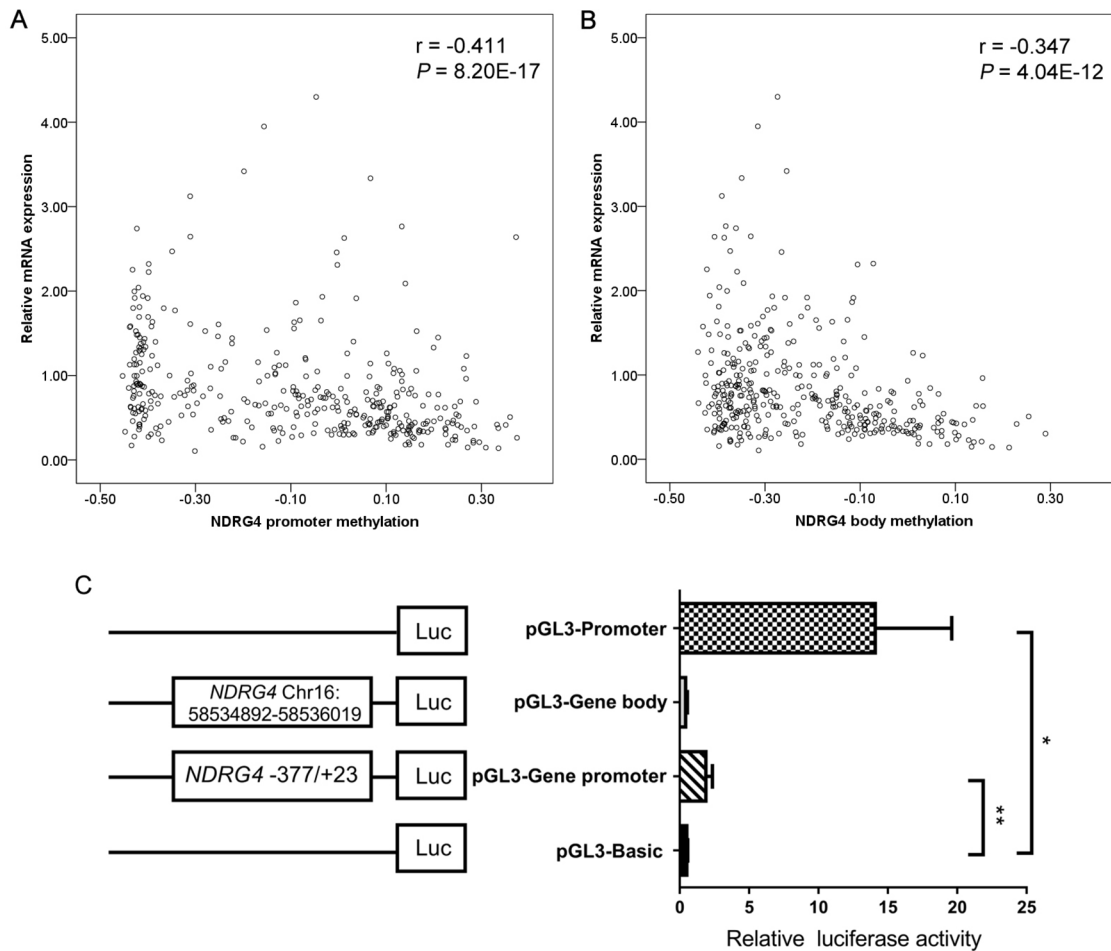 A
r = -0.411
P = 8.20E-17
Relative mRNA expression
5.00
4.00
3.00
2.00
1.00
0.00
-0.50
-0.30
-0.10
0.10
0.30
NDRG4 promoter methylation
B
r = -0.347
P = 4.04E-12
Relative mRNA expression
5.00
4.00
3.00
2.00
1.00
0.00
-0.50
-0.30
-0.10
0.10
0.30
NDRG4 body methylation
C
Luc
NDRG4 Chr16:
58534892-58536019
Luc
NDRG4 -377/+23
Luc
Luc
pGL3-Promoter
pGL3-Gene body
pGL3-Gene promoter
pGL3-Basic
*
**
0 5 10 15 20 25
Relative luciferase activity